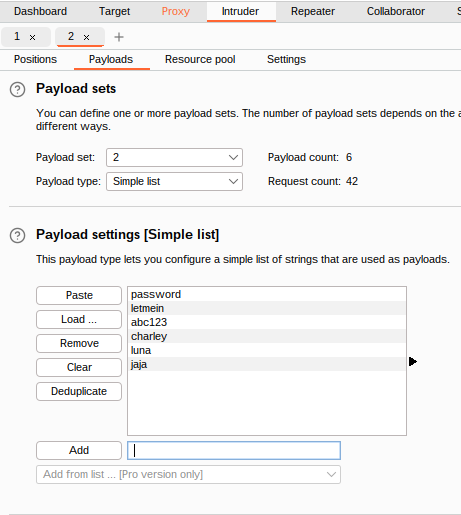 Dashboard Target Proxy Intruder Repeater Collaborator S
1 × 2 × +
Positions Payloads Resource pool Settings
? Payload sets
You can define one or more payload sets. The number of payload sets depends on the a
different ways.
Payload set: 2 Payload count: 6
Payload type: Simple list Request count: 42
? Payload settings [Simple list]
This payload type lets you configure a simple list of strings that are used as payloads.
Paste
Load ...
Remove
Clear
Deduplicate
password
letmein
abc123
charley
luna
jaja
Add
Add from list ... [Pro version only]